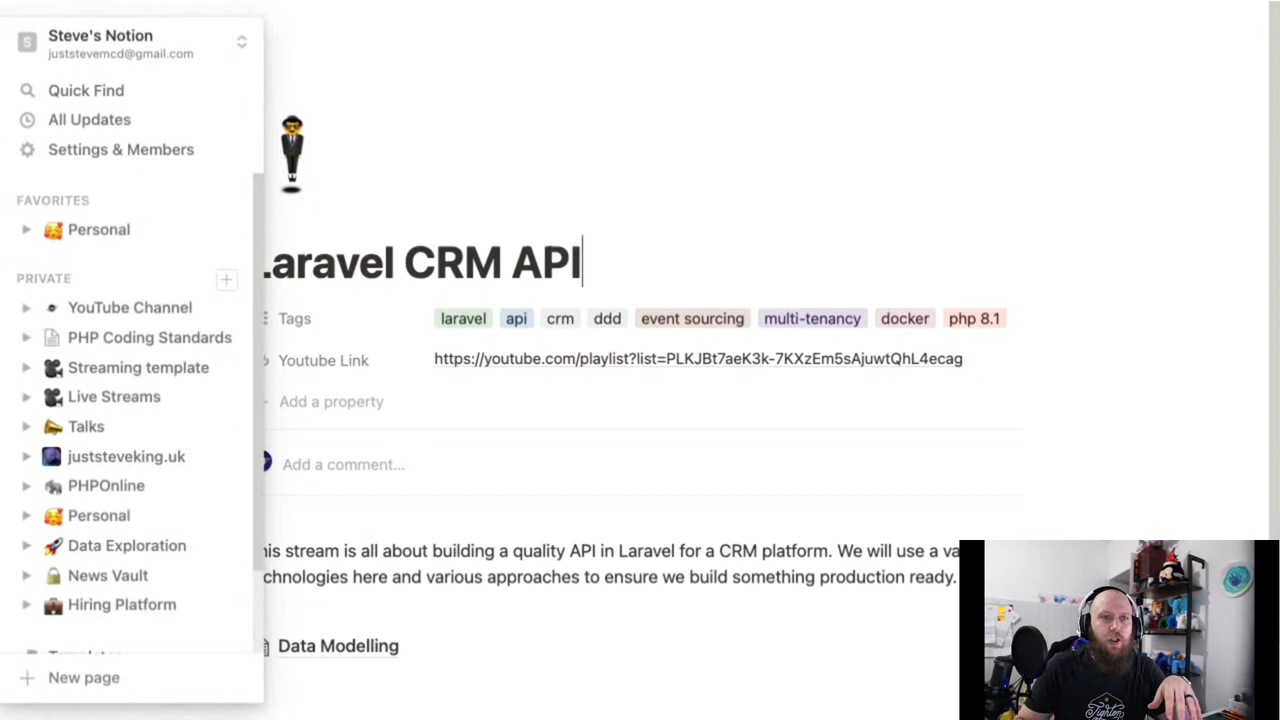 S
Steve's Notion
juststevemcd@gmail.com
Quick Find
All Updates
Settings & Members
FAVORITES
Personal
PRIVATE
YouTube Channel
PHP Coding Standards
Streaming template
Live Streams
Talks
juststeveking.uk
PHPOnline
Personal
Data Exploration
News Vault
Hiring Platform
New page
Laravel CRM API
Tags
laravel api crm ddd event sourcing multi-tenancy docker php 8.1
Youtube Link
https://youtube.com/playlist?list=PLKJBt7aeK3k-7KXzEm5sAjuwtQhL4ecag
Add a property
Add a comment...
his stream is all about building a quality API in Laravel for a CRM platform. We will use a va
chnologies here and various approaches to ensure we build something production ready.
Data Modelling
Tighten